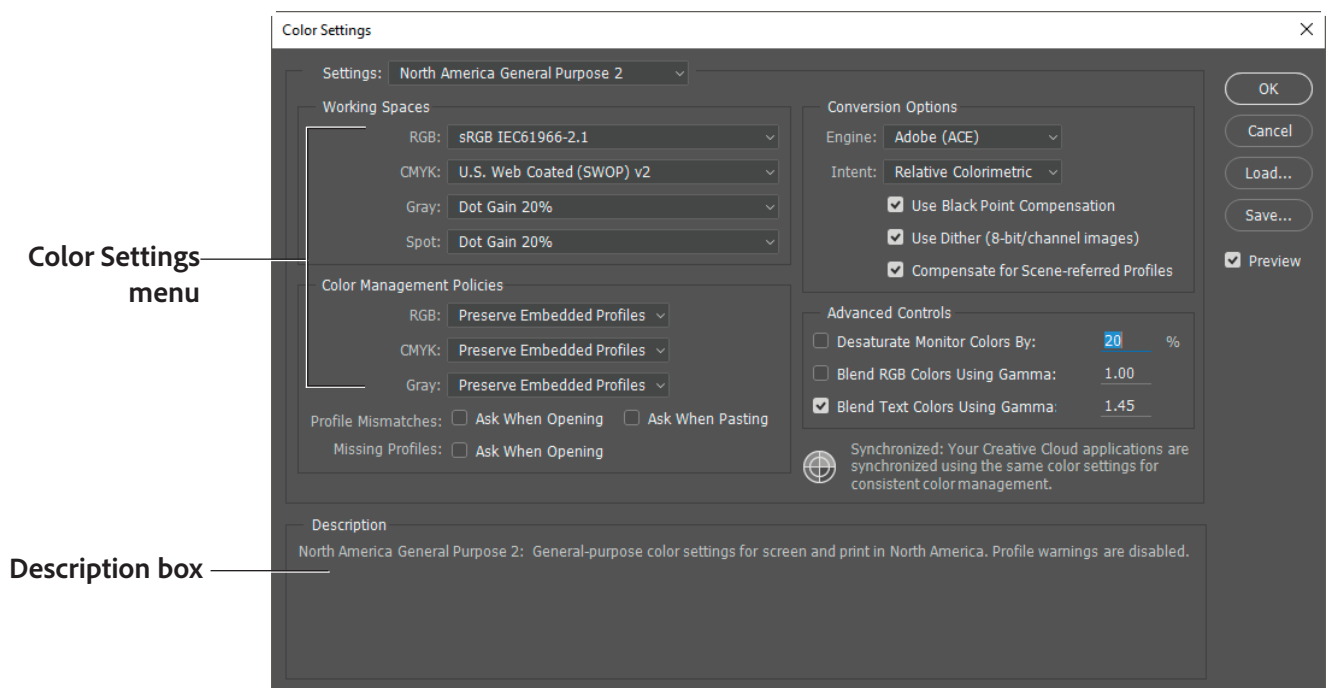 Color Settings
Settings: North America General Purpose 2
Working Spaces
RGB: sRGB IEC61966-2.1
CMYK: U.S. Web Coated (SWOP) v2
Gray: Dot Gain 20%
Spot: Dot Gain 20%
Color Management Policies
RGB: Preserve Embedded Profiles
CMYK: Preserve Embedded Profiles
Gray: Preserve Embedded Profiles
Profile Mismatches: Ask When Opening Ask When Pasting
Missing Profiles: Ask When Opening
Conversion Options
Engine: Adobe (ACE)
Intent: Relative Colorimetric
Use Black Point Compensation
Use Dither (8-bit/channel images)
Compensate for Scene-referred Profiles
Advanced Controls
Desaturate Monitor Colors By: 20 %
Blend RGB Colors Using Gamma: 1.00
Blend Text Colors Using Gamma: 1.45
Synchronized: Your Creative Cloud applications are
synchronized using the same color settings for
consistent color management.
OK
Cancel
Load...
Save...
Preview
Description
North America General Purpose 2: General-purpose color settings for screen and print in North America. Profile warnings are disabled.
Color Settings
menu
Description box